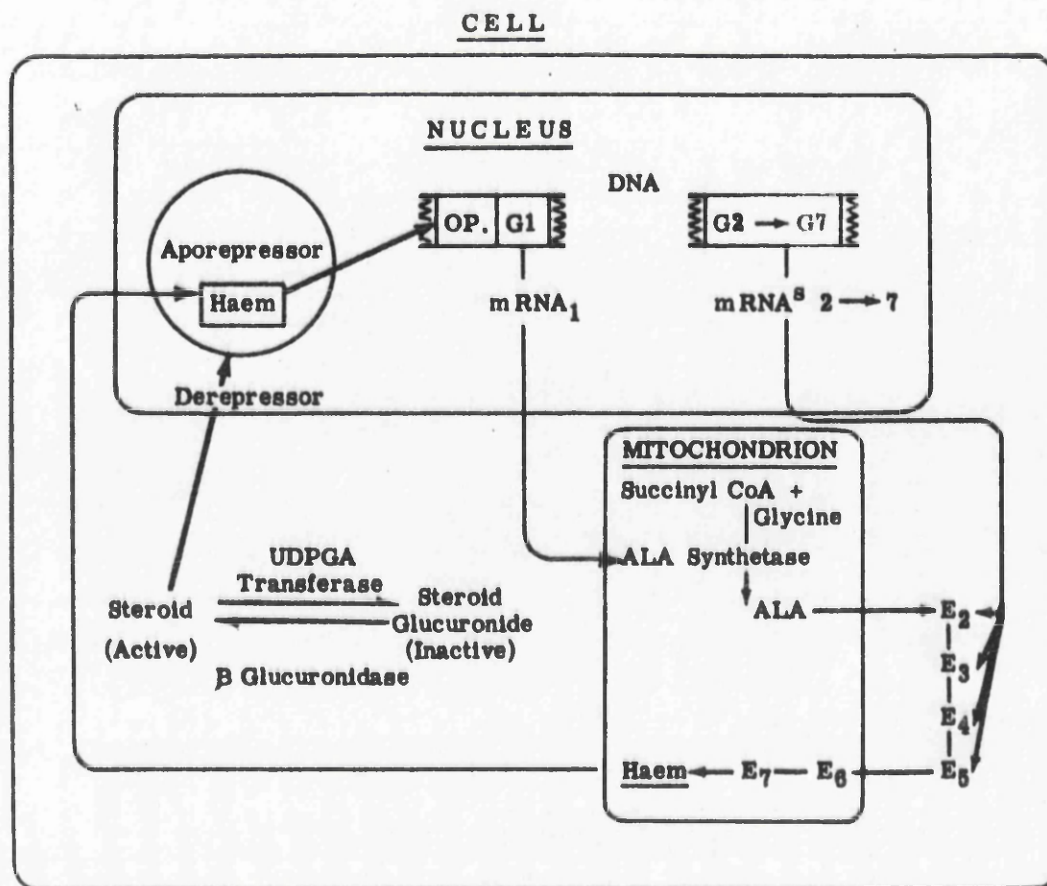 CELL
NUCLEUS
DNA
OP. G1
G2 → G7
Aporepressor
Haem
mRNA₁
mRNAˢ 2 → 7
Derepressor
MITOCHONDRION
Succinyl CoA +
Glycine
ALA Synthetase
ALA
UDPGA
Transferase
Steroid
(Active)
Steroid
Glucuronide
(Inactive)
β Glucuronidase
E₂
E₃
E₄
E₅
Haem ← E₇ — E₆